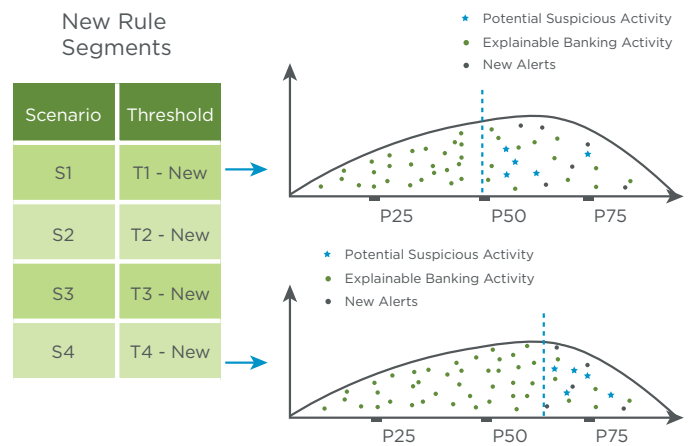 New Rule
Segments
Scenario Threshold
S1 T1 - New
S2 T2 - New
S3 T3 - New
S4 T4 - New
Potential Suspicious Activity
Explainable Banking Activity
New Alerts
P25 P50 P75
Potential Suspicious Activity
Explainable Banking Activity
New Alerts
P25 P50 P75